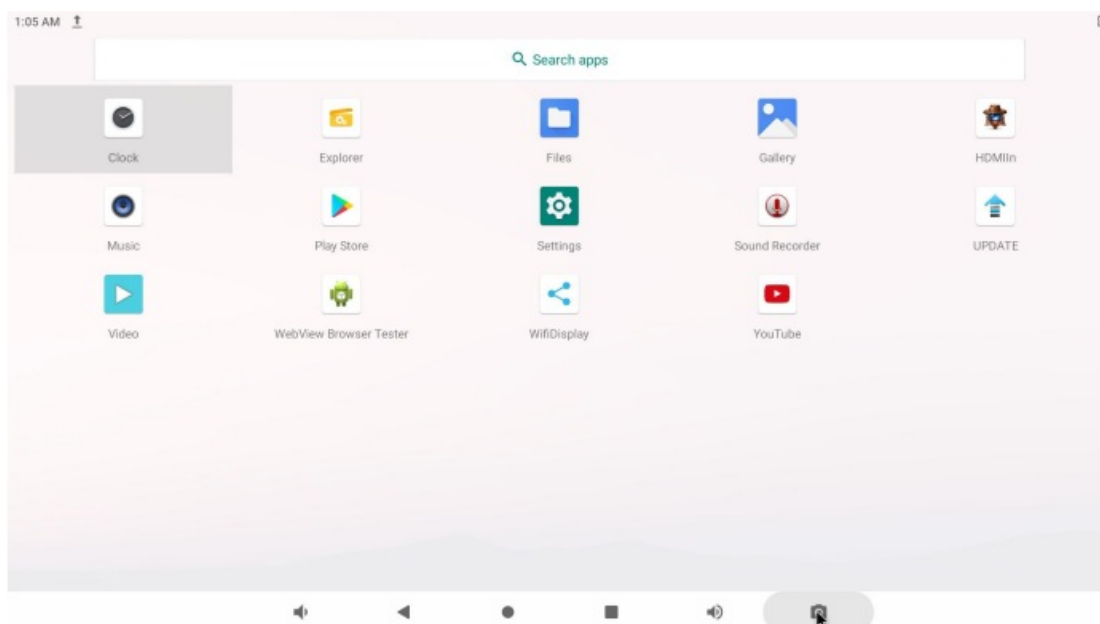 1:05 AM
Search apps
Clock Explorer Files Gallery HDMIIn
Music Play Store Settings Sound Recorder UPDATE
Video WebView Browser Tester WifiDisplay YouTube